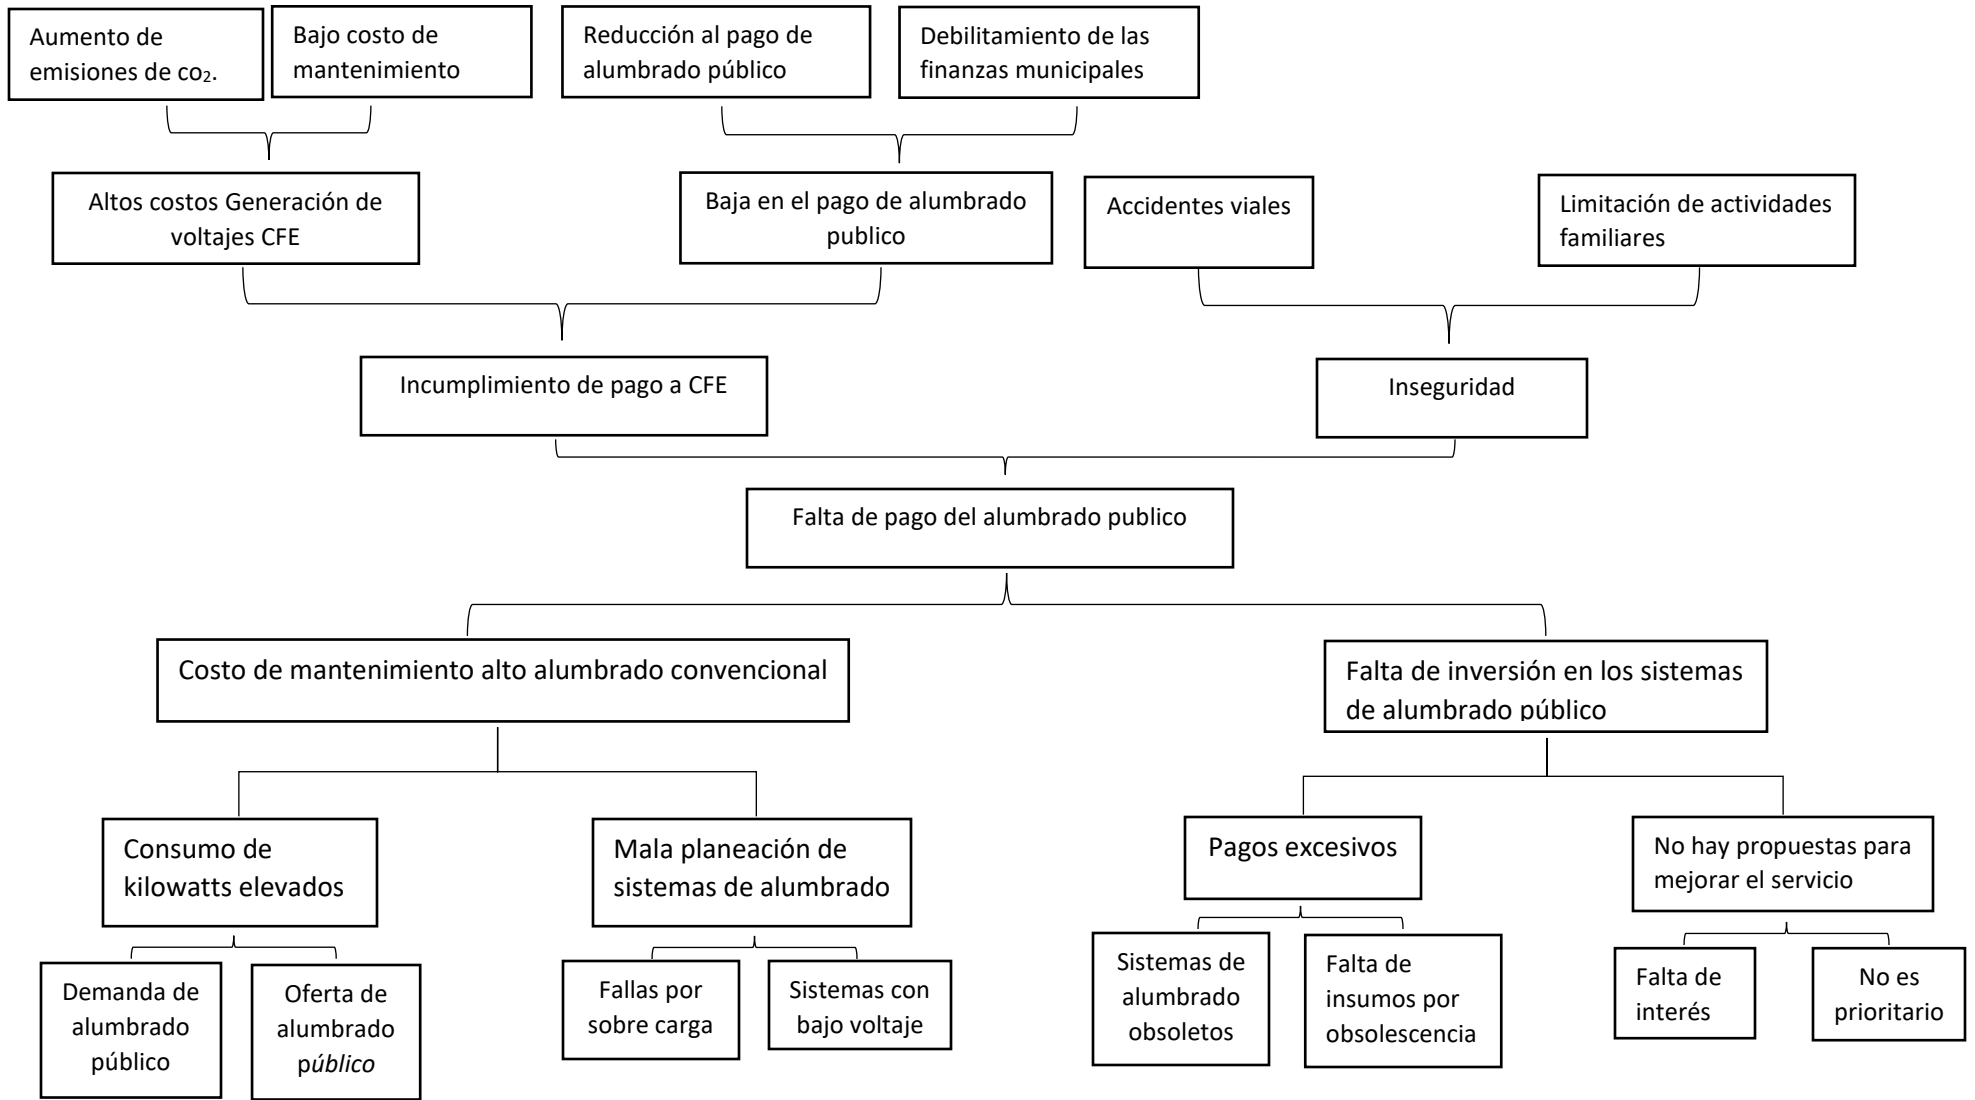 Aumento de
emisiones de co₂.
Bajo costo de
mantenimiento
Reducción al pago de
alumbrado público
Debilitamiento de las
finanzas municipales
Altos costos Generación de
voltajes CFE
Baja en el pago de alumbrado
publico
Accidentes viales
Limitación de actividades
familiares
Incumplimiento de pago a CFE
Inseguridad
Falta de pago del alumbrado publico
Costo de mantenimiento alto alumbrado convencional
Falta de inversión en los sistemas
de alumbrado público
Consumo de
kilowatts elevados
Mala planeación de
sistemas de alumbrado
Pagos excesivos
No hay propuestas para
mejorar el servicio
Demanda de
alumbrado
público
Oferta de
alumbrado
público
Fallas por
sobre carga
Sistemas con
bajo voltaje
Sistemas de
alumbrado
obsoletos
Falta de
insumos por
obsolescencia
Falta de
interés
No es
prioritario